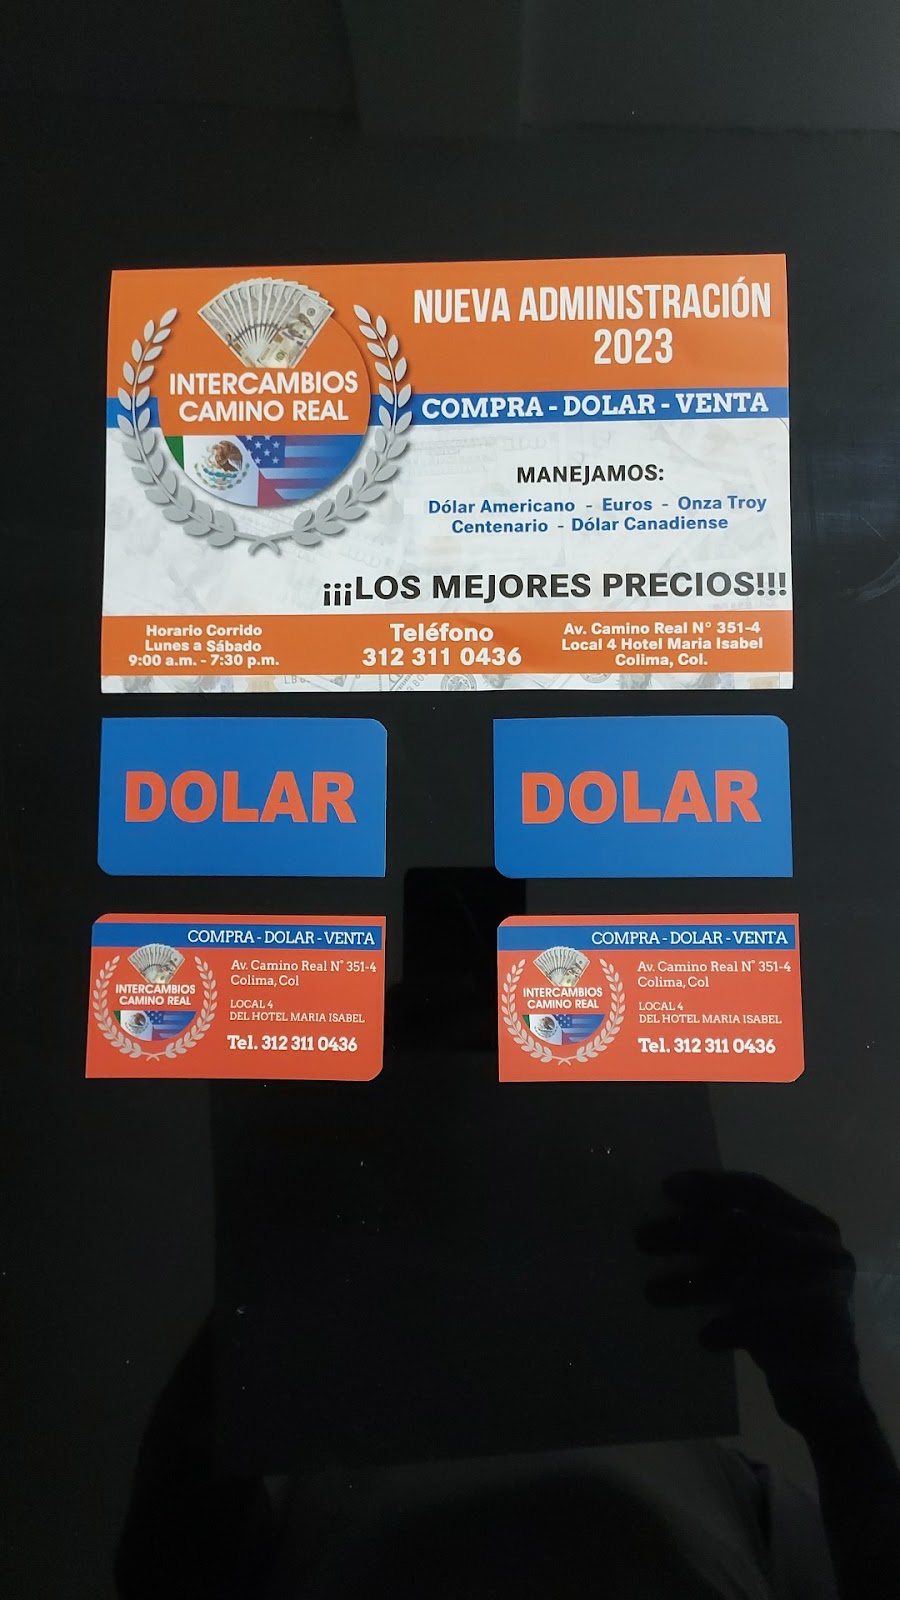 INTERCAMBIOS
CAMINO REAL
NUEVA ADMINISTRACIÓN
2023
COMPRA - DOLAR - VENTA
MANEJAMOS:
Dólar Americano - Euros - Onza Troy
Centenario - Dólar Canadiense
¡¡¡LOS MEJORES PRECIOS!!!
Horario Corrido
Lunes a Sábado
9:00 a.m. - 7:30 p.m.
Teléfono
312 311 0436
Av. Camino Real N° 351-4
Local 4 Hotel Maria Isabel
Colima, Col.
DOLAR
DOLAR
COMPRA - DOLAR - VENTA
INTERCAMBIOS
CAMINO REAL
Av. Camino Real N° 351-4
Colima, Col
LOCAL 4
DEL HOTEL MARIA ISABEL
Tel. 312 311 0436
COMPRA - DOLAR - VENTA
INTERCAMBIOS
CAMINO REAL
Av. Camino Real N° 351-4
Colima, Col
LOCAL 4
DEL HOTEL MARIA ISABEL
Tel. 312 311 0436